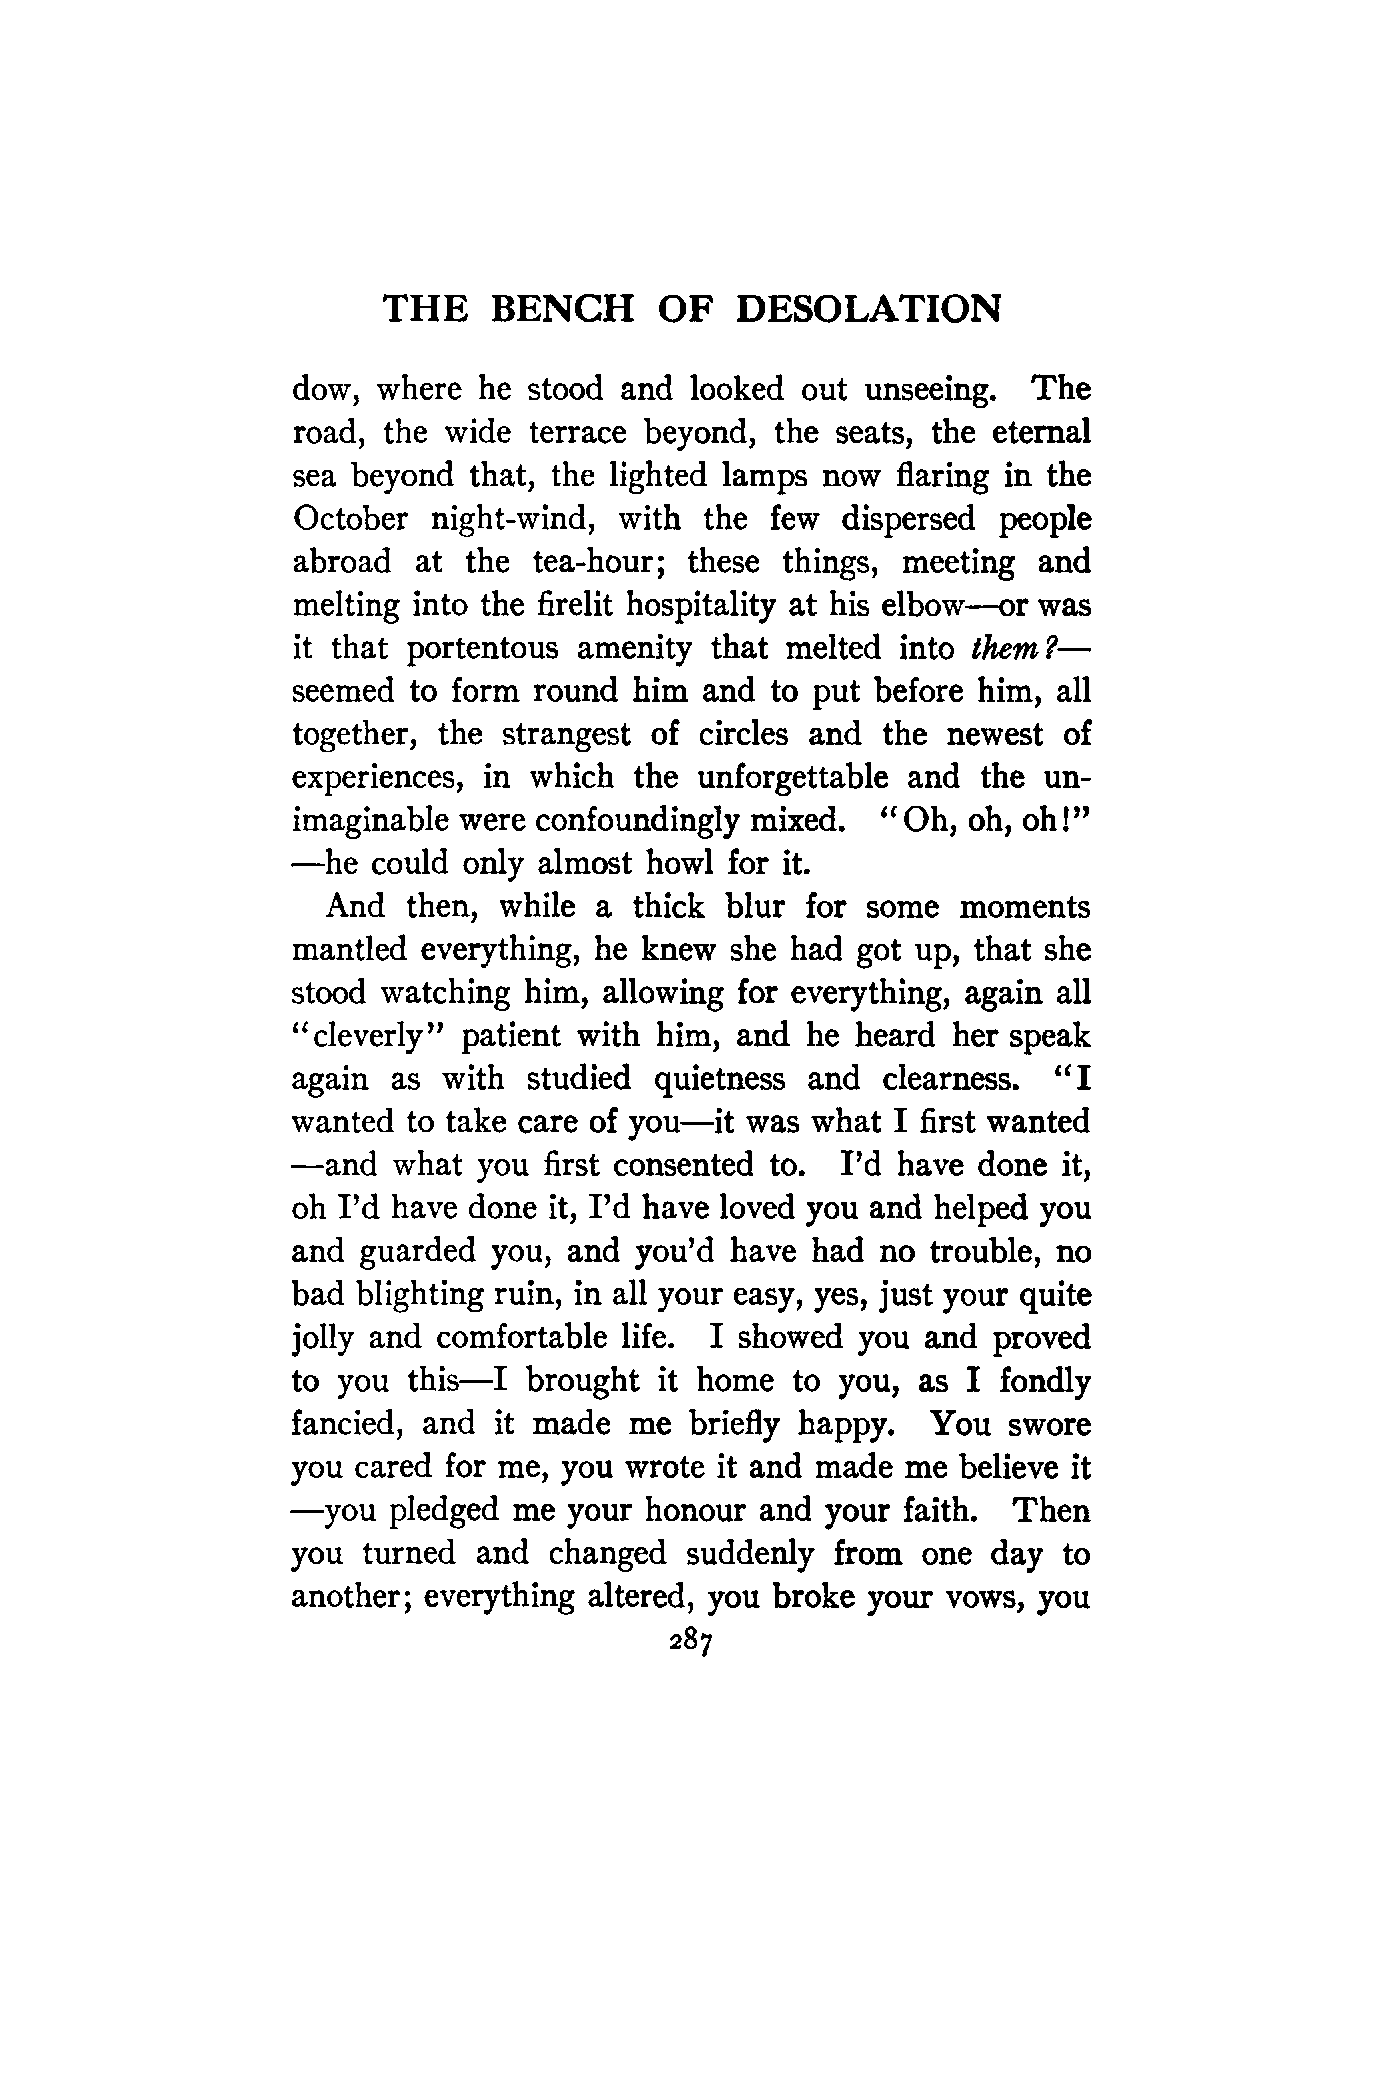 THE BENCH OF DESOLATION
dow, where he stood and looked out unseeing. The
road, the wide terrace beyond, the seats, the eternal
sea beyond that, the lighted lamps now flaring in the
October night-wind, with the few dispersed people
abroad at the tea-hour; these things, meeting and
melting into the firelit hospitality at his elbow—or was
it that portentous amenity that melted into them?—
seemed to form round him and to put before him, all
together, the strangest of circles and the newest of
experiences, in which the unforgettable and the un-
imaginable were confoundingly mixed. “Oh, oh, oh!”
—he could only almost howl for it.
And then, while a thick blur for some moments
mantled everything, he knew she had got up, that she
stood watching him, allowing for everything, again all
“cleverly” patient with him, and he heard her speak
again as with studied quietness and clearness. “I
wanted to take care of you—it was what I first wanted
—and what you first consented to. I’d have done it,
oh I’d have done it, I’d have loved you and helped you
and guarded you, and you’d have had no trouble, no
bad blighting ruin, in all your easy, yes, just your quite
jolly and comfortable life. I showed you and proved
to you this—I brought it home to you, as I fondly
fancied, and it made me briefly happy. You swore
you cared for me, you wrote it and made me believe it
—you pledged me your honour and your faith. Then
you turned and changed suddenly from one day to
another; everything altered, you broke your vows, you
287